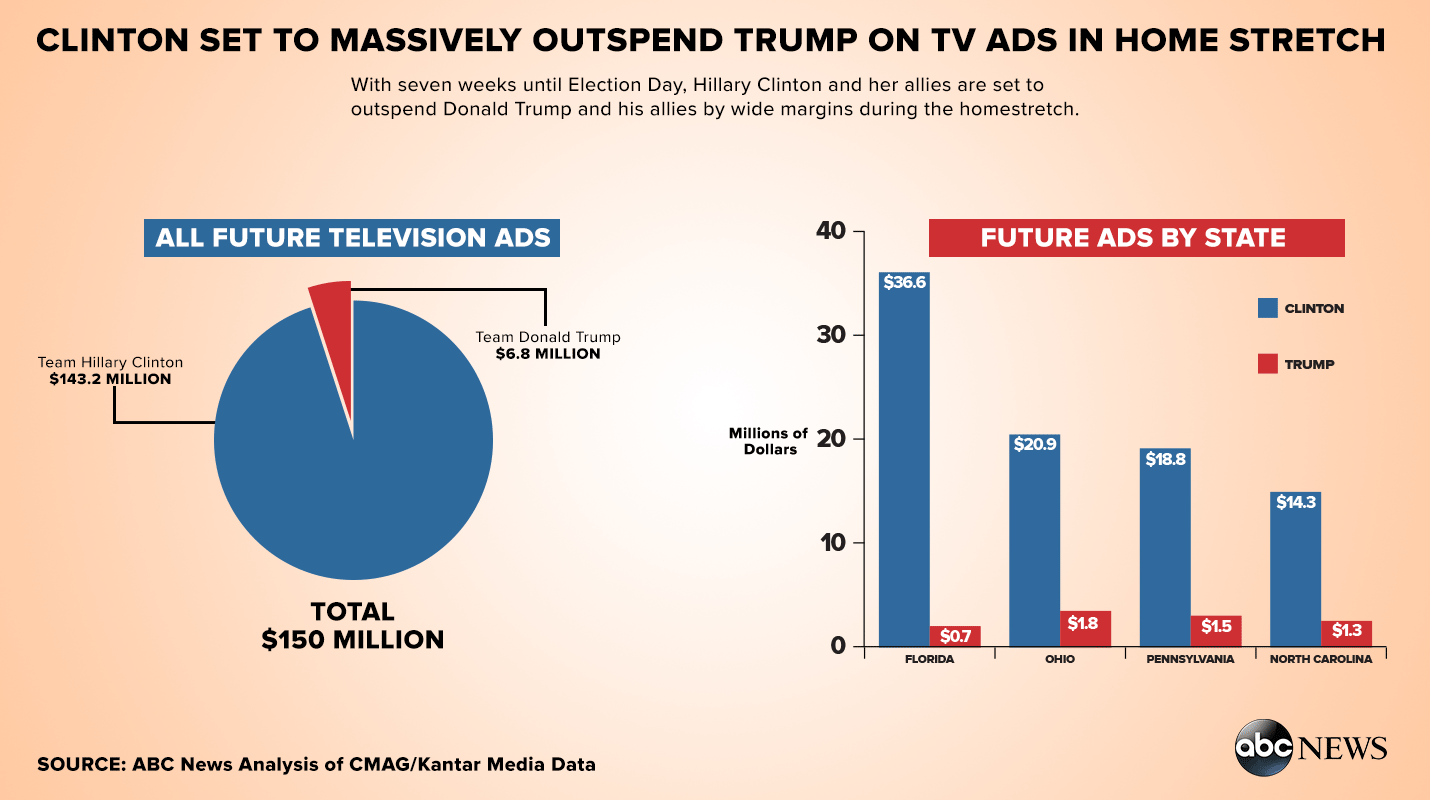 CLINTON SET TO MASSIVELY OUTSPEND TRUMP ON TV ADS IN HOME STRETCH
With seven weeks until Election Day, Hillary Clinton and her allies are set to
outspend Donald Trump and his allies by wide margins during the homestretch.
ALL FUTURE TELEVISION ADS
Team Donald Trump
$6.8 MILLION
Team Hillary Clinton
$143.2 MILLION
TOTAL
$150 MILLION
FUTURE ADS BY STATE
CLINTON
TRUMP
Millions of
Dollars
40
30
20
10
0
$36.6
$0.7
$20.9
$1.8
$18.8
$1.5
$14.3
$1.3
FLORIDA
OHIO
PENNSYLVANIA
NORTH CAROLINA
SOURCE: ABC News Analysis of CMAG/Kantar Media Data
abc NEWS